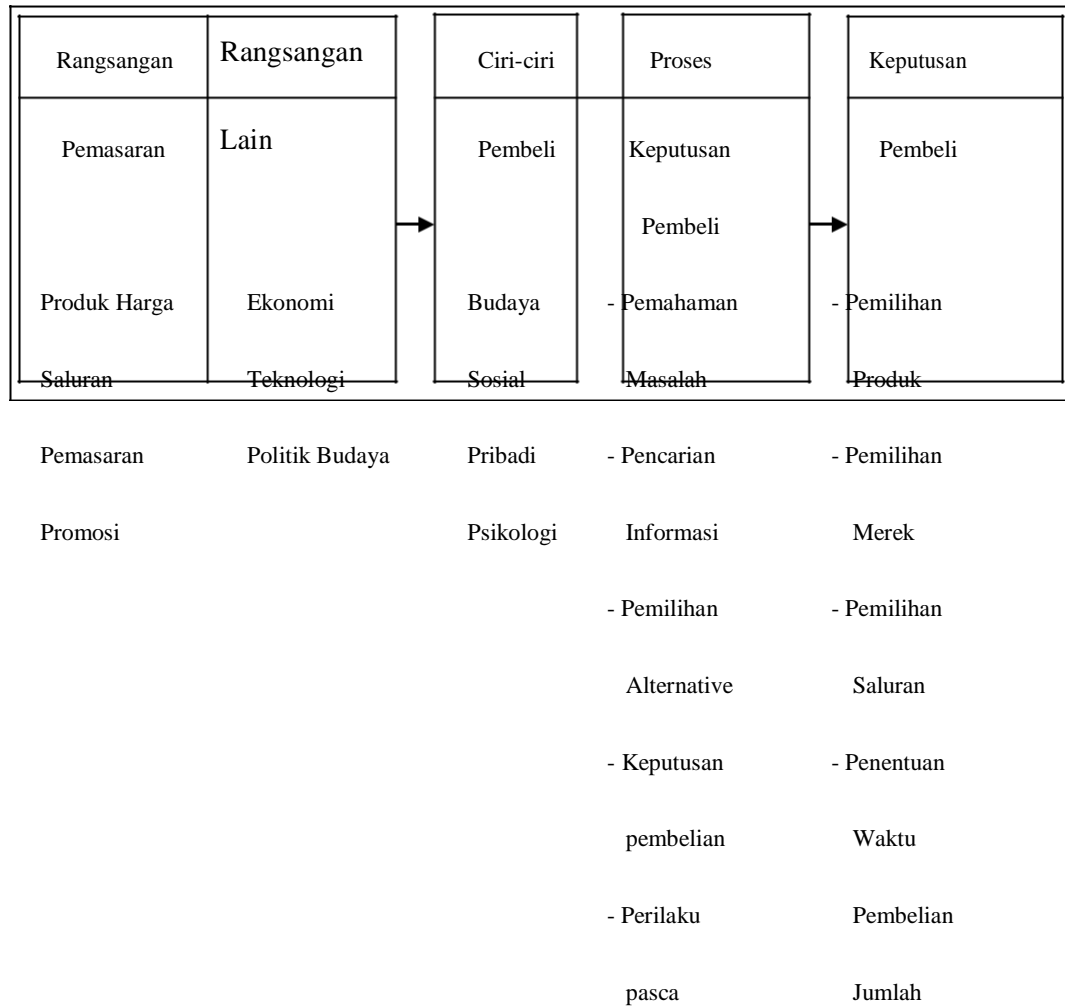 Rangsangan Rangsangan Ciri-ciri Proses Keputusan
Pemasaran Lain Pembeli Keputusan Pembeli
Pembeli
Produk Harga Ekonomi Budaya - Pemahaman - Pemilihan
Saluran Teknologi Sosial Masalah Produk
Pemasaran Politik Budaya Pribadi - Pencarian - Pemilihan
Promosi Psikologi Informasi Merek
- Pemilihan - Pemilihan
Alternative Saluran
- Keputusan - Penentuan
pembelian Waktu
- Perilaku Pembelian
pasca Jumlah